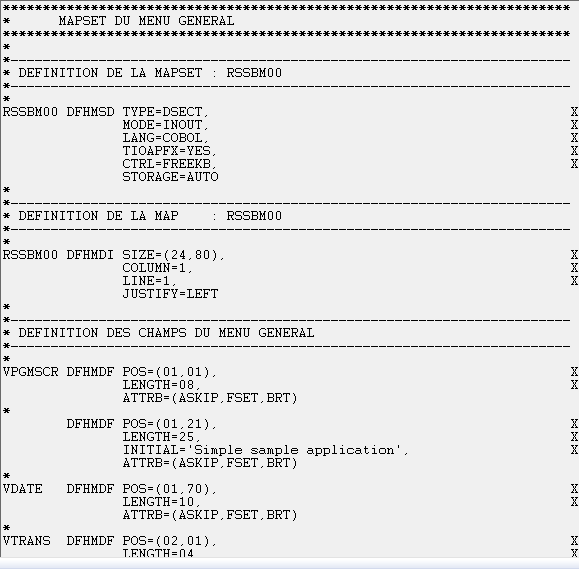 ***********************************************************************
*      MAPSET DU MENU GENERAL
***********************************************************************
*
*----------------------------------------------------------------------
* DEFINITION DE LA MAPSET : RSSBM00
*----------------------------------------------------------------------
*
RSSBM00 DFHMSD TYPE=DSECT,                                             X
               MODE=INOUT,                                             X
               LANG=COBOL,                                             X
               TIOAPFX=YES,                                            X
               CTRL=FREEKB,                                            X
               STORAGE=AUTO
*
*----------------------------------------------------------------------
* DEFINITION DE LA MAP    : RSSBM00
*----------------------------------------------------------------------
*
RSSBM00 DFHMDI SIZE=(24,80),                                           X
               COLUMN=1,                                               X
               LINE=1,                                                 X
               JUSTIFY=LEFT
*
*----------------------------------------------------------------------
* DEFINITION DES CHAMPS DU MENU GENERAL
*----------------------------------------------------------------------
*
VPGMSCR DFHMDF POS=(01,01),                                            X
               LENGTH=08,                                              X
               ATTRB=(ASKIP,FSET,BRT)
*
        DFHMDF POS=(01,21),                                            X
               LENGTH=25,                                              X
               INITIAL='Simple sample application',                    X
               ATTRB=(ASKIP,FSET,BRT)
*
VDATE   DFHMDF POS=(01,70),                                            X
               LENGTH=10,                                              X
               ATTRB=(ASKIP,FSET,BRT)
*
VTRANS  DFHMDF POS=(02,01),                                            X
               LENGTH=04,                                              X